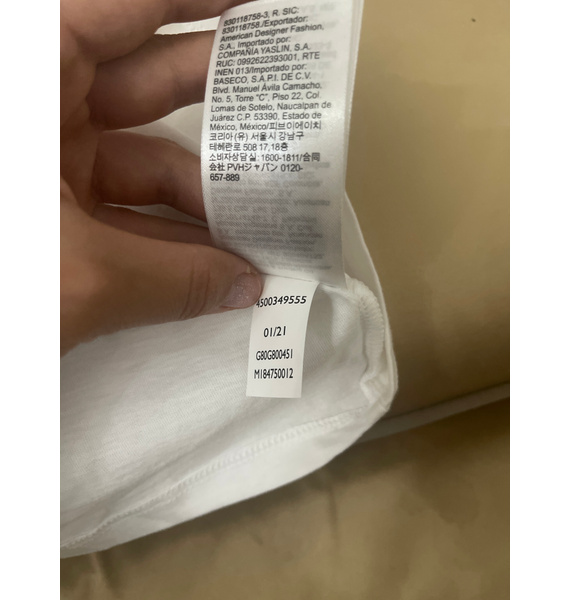 830118758-3, R. SIC:
830118758./Exportador:
American Designer Fashion,
S.A., Importado por:
COMPAÑÍA YASLIN, S.A.
RUC: 0992622393001, RTE
INEN 013/Importado por:
BASECO, S.A.P.I. DE C.V.
Blvd. Manuel Ávila Camacho.
No. 5, Torre "C", Piso 22, Col.
Lomas de Sotelo, Naucalpan de
Juárez C.P. 53390, Estado de
México, México/피브이에이치
코리아(유) 서울시 강남구
테헤란로 508 17,18층
소비자상담실: 1600-1811/合同
会社 PVHジャパン 0120-
657-889
4500349555
01/21
G80G800451
M184750012